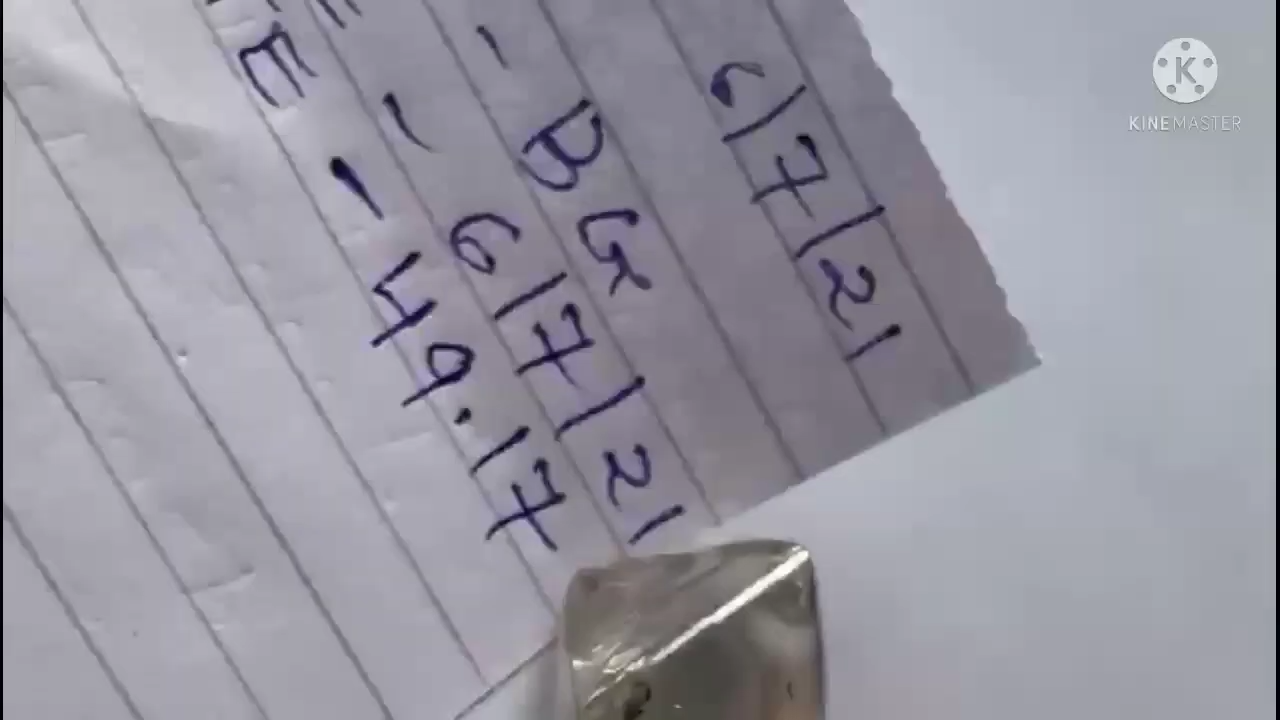 6/7/21
- BG
E - 6/7/21
E - 49.17
KINEMASTER